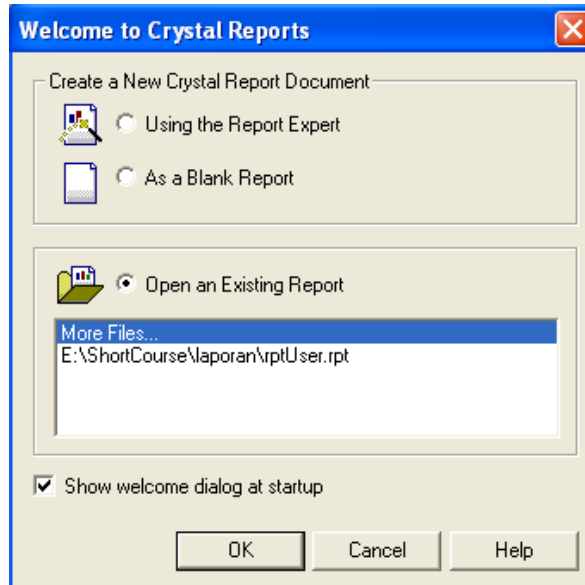 Welcome to Crystal Reports
Create a New Crystal Report Document
Using the Report Expert
As a Blank Report
Open an Existing Report
More Files...
E:\ShortCourse\laporan\rptUser.rpt
Show welcome dialog at startup
OK Cancel Help